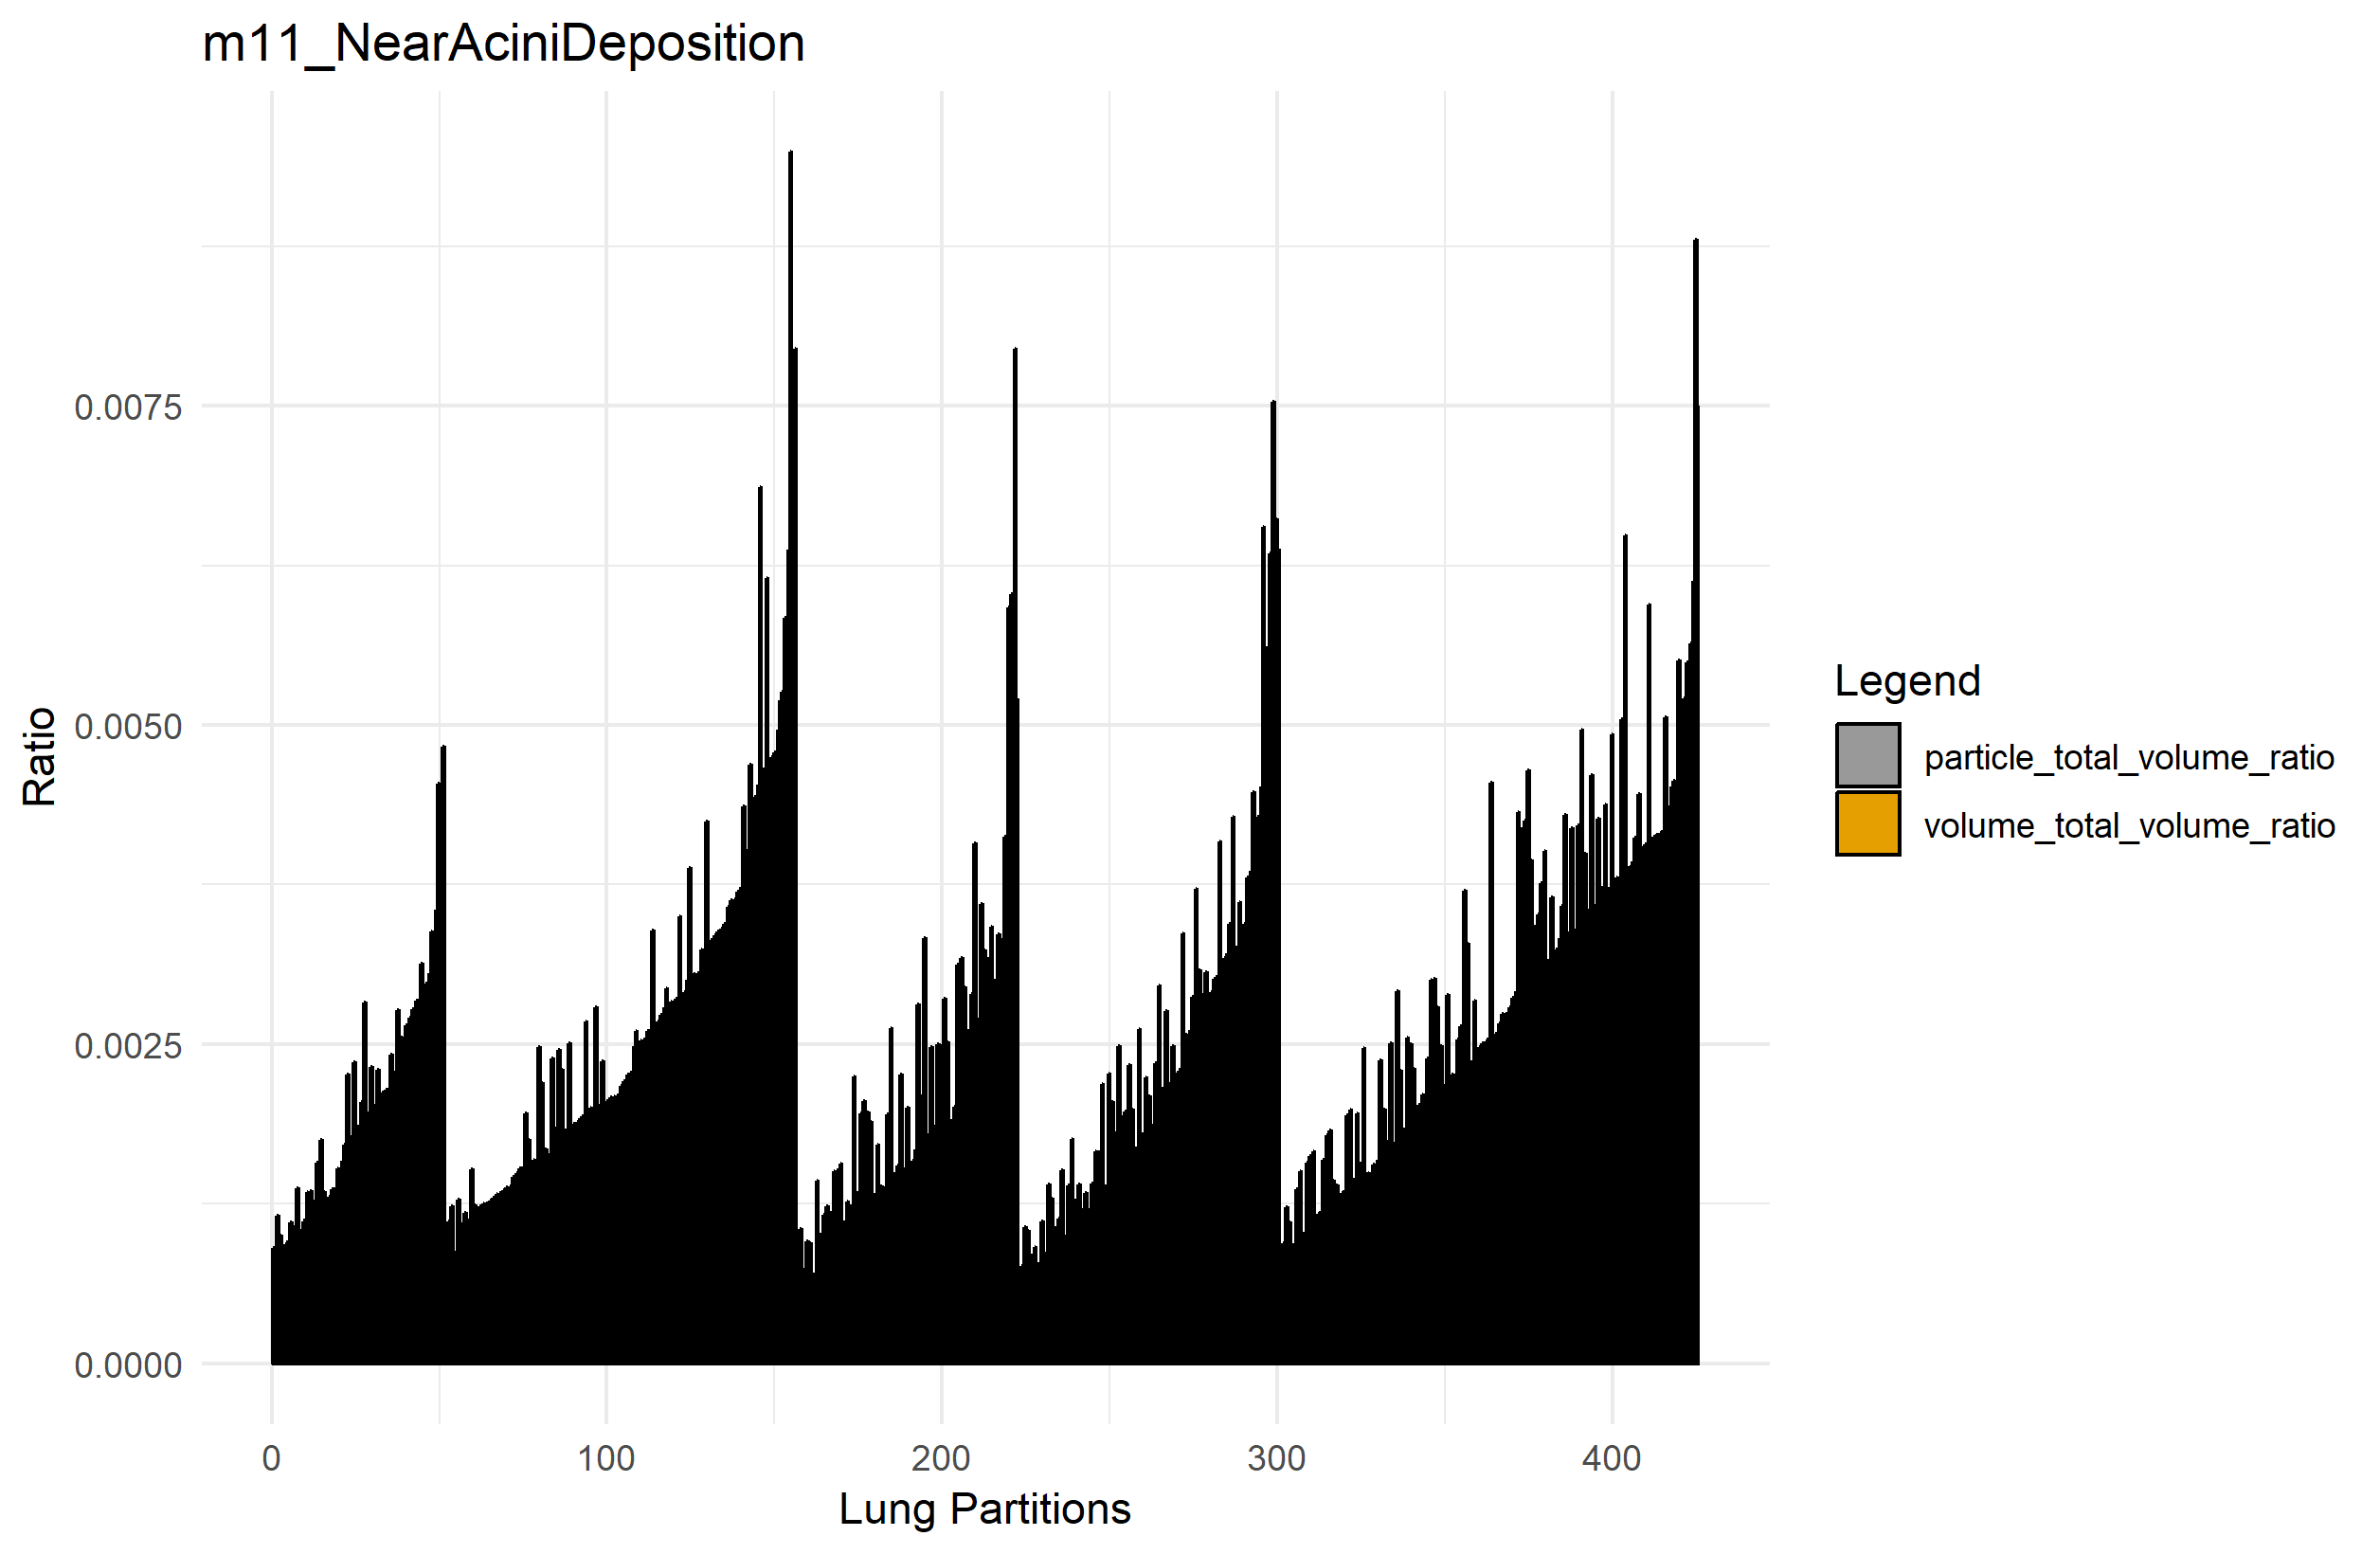 m11_NearAciniDeposition
Ratio
0.0075
0.0050
0.0025
0.0000
0 100 200 300 400
Lung Partitions
Legend
particle_total_volume_ratio
volume_total_volume_ratio